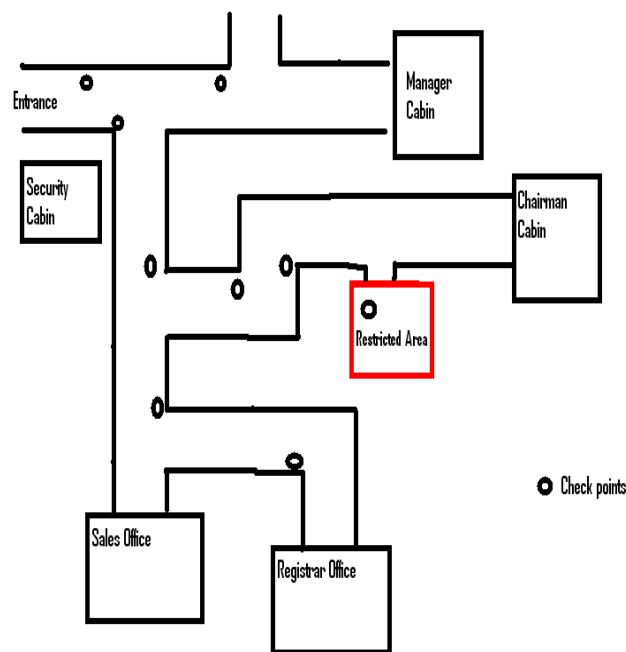 Manager
Cabin
Entrance
Security
Cabin
Chairman
Cabin
Restricted Area
Check points
Sales Office
Registrar Office